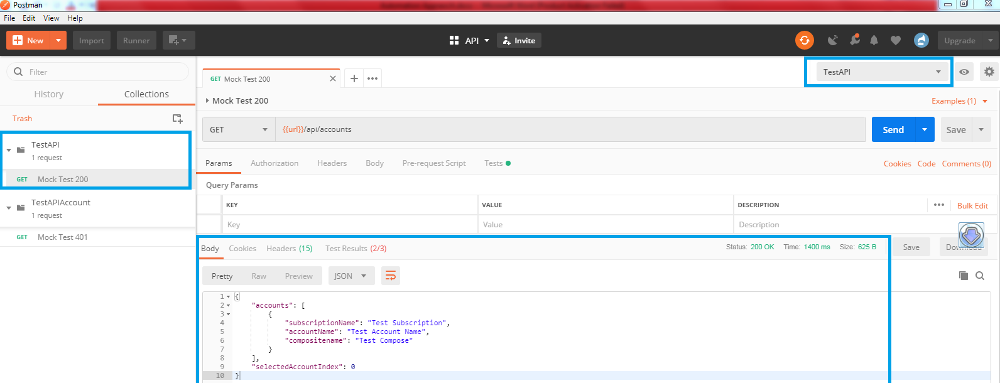 Postman
File Edit View Help
New Import Runner API Invite Upgrade
Filter
History Collections
Trash
TestAPI
1 request
GET Mock Test 200
TestAPIAccount
1 request
GET Mock Test 401
GET Mock Test 200
TestAPI
Mock Test 200
Examples (1)
GET {{url}}/api/accounts Send Save
Params Authorization Headers Body Pre-request Script Tests Cookies Code Comments (0)
Query Params
KEY VALUE DESCRIPTION Bulk Edit
Key Value Description
Body Cookies Headers (15) Test Results (2/3) Status: 200 OK Time: 1400 ms Size: 625 B Save Download
Pretty Raw Preview JSON
1 {
2 "accounts": [
3 {
4 "subscriptionName": "Test Subscription",
5 "accountName": "Test Account Name",
6 "compositename": "Test Compose"
7 }
8 ],
9 "selectedAccountIndex": 0
10 }